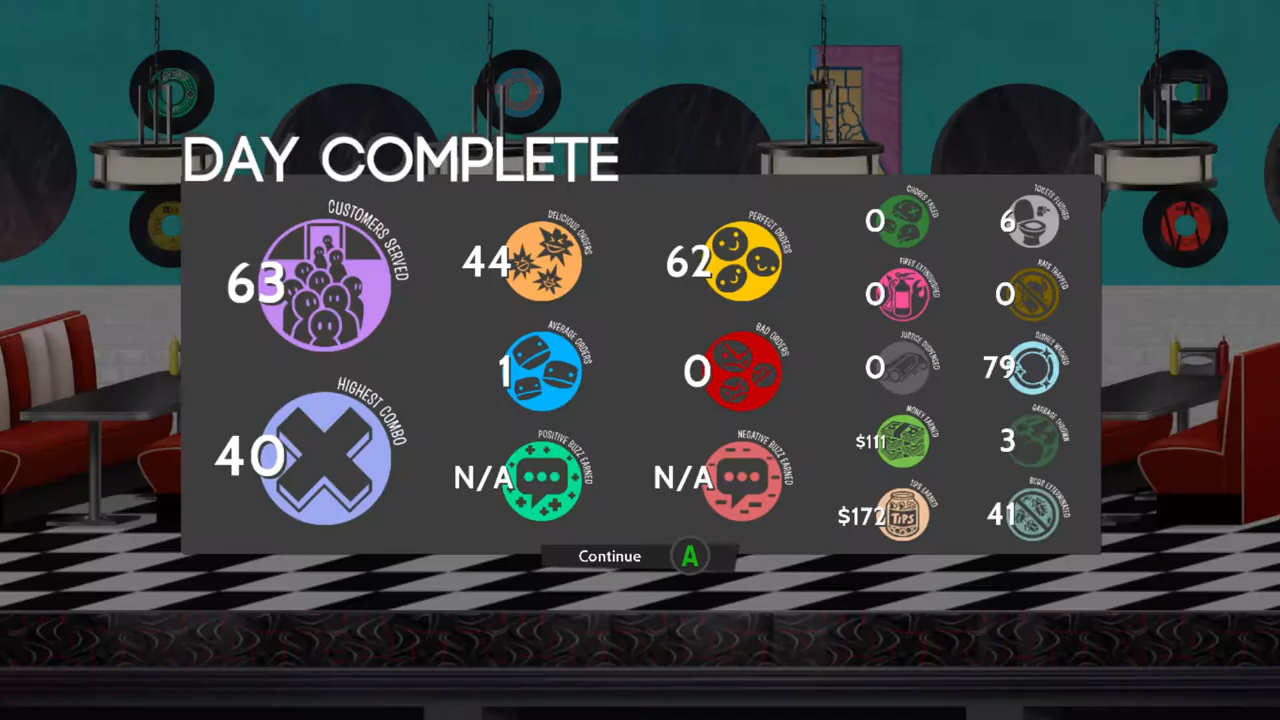 DAY COMPLETE
CUSTOMERS SERVED
63
HIGHEST COMBO
40
DELICIOUS ORDERS
44
PERFECT ORDERS
62
AVERAGE ORDERS
1
BAD ORDERS
0
POSITIVE BUZZ EARNED
N/A
NEGATIVE BUZZ EARNED
N/A
CHORES FAILED
0
TOILETS FLUSHED
6
FIRES EXTINGUISHED
0
RATS TRAPPED
0
JUSTICE DISPENSED
0
DISHES WASHED
79
MONEY EARNED
$111
GARBAGE THROWN
3
TIPS EARNED
$172
TIPS
BUGS EXTERMINATED
41
Continue
A